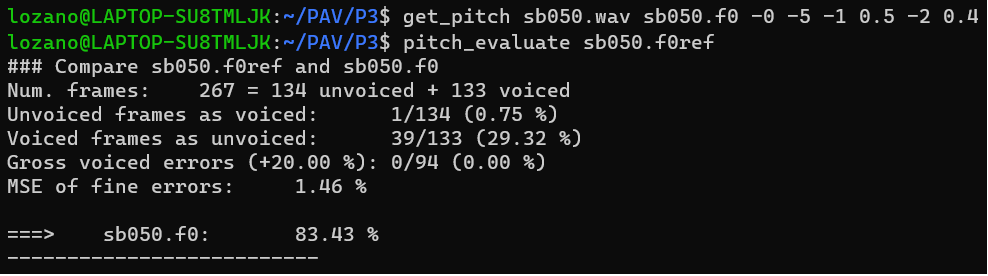 lozano@LAPTOP-SU8TMLJK:~/PAV/P3$ get_pitch sb050.wav sb050.f0 -0 -5 -1 0.5 -2 0.4
lozano@LAPTOP-SU8TMLJK:~/PAV/P3$ pitch_evaluate sb050.f0ref
### Compare sb050.f0ref and sb050.f0
Num. frames:    267 = 134 unvoiced + 133 voiced
Unvoiced frames as voiced:      1/134 (0.75 %)
Voiced frames as unvoiced:      39/133 (29.32 %)
Gross voiced errors (+20.00 %): 0/94 (0.00 %)
MSE of fine errors:     1.46 %
===>    sb050.f0:       83.43 %
--------------------------